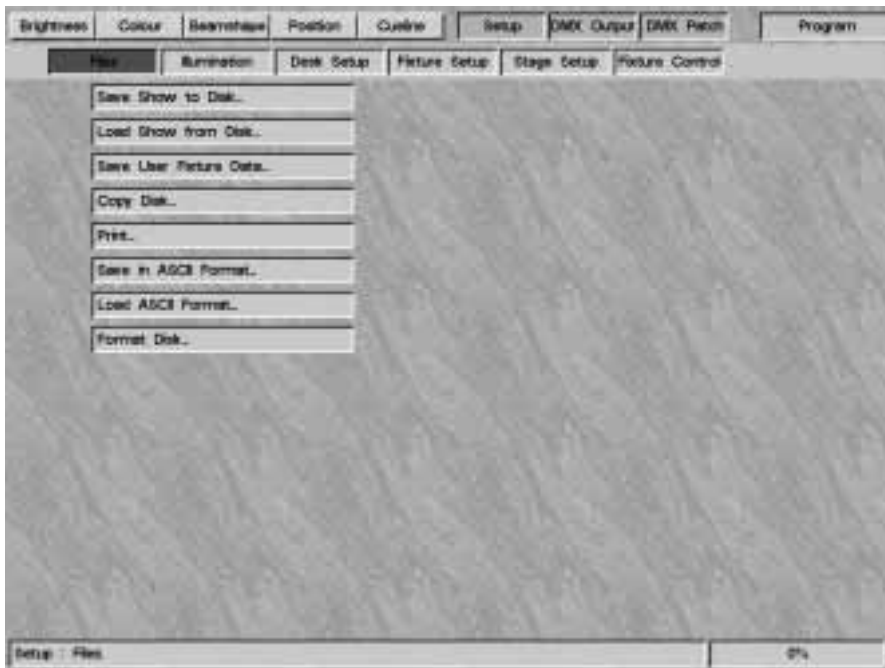 Brightness Colour Beamshape Position Cueline Setup DMX Output DMX Patch Program
Files Illumination Desk Setup Fixture Setup Stage Setup Fixture Control
Save Show to Disk..
Load Show from Disk..
Save User Fixture Data..
Copy Disk..
Print..
Save in ASCII Format..
Load ASCII Format..
Format Disk..
Setup : Files 0%